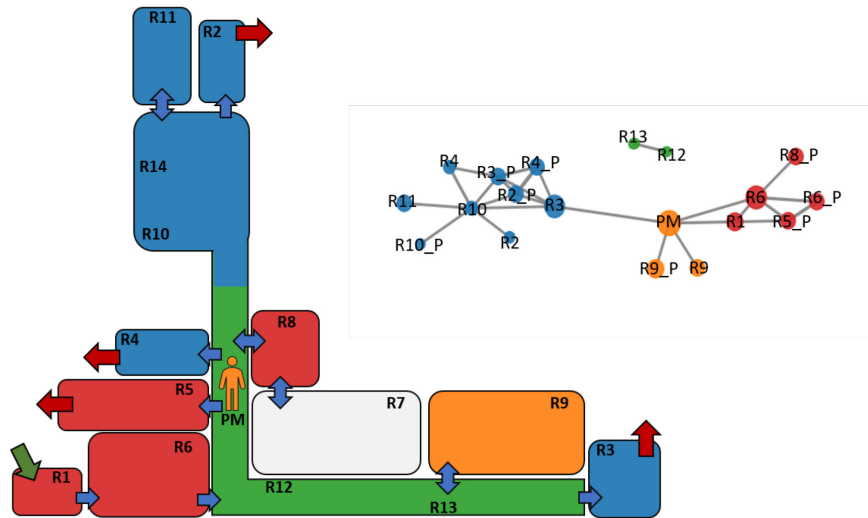 R11
R2
R14
R10
R4
R8
R5
PM
R7
R9
R6
R3
R1
R12
R13
R13
R12
R8_P
R4
R4_P
R3_P
R6
R6_P
R2_P
R11
R10
R3
PM
R1
R5_P
R10_P
R2
R9_P
R9